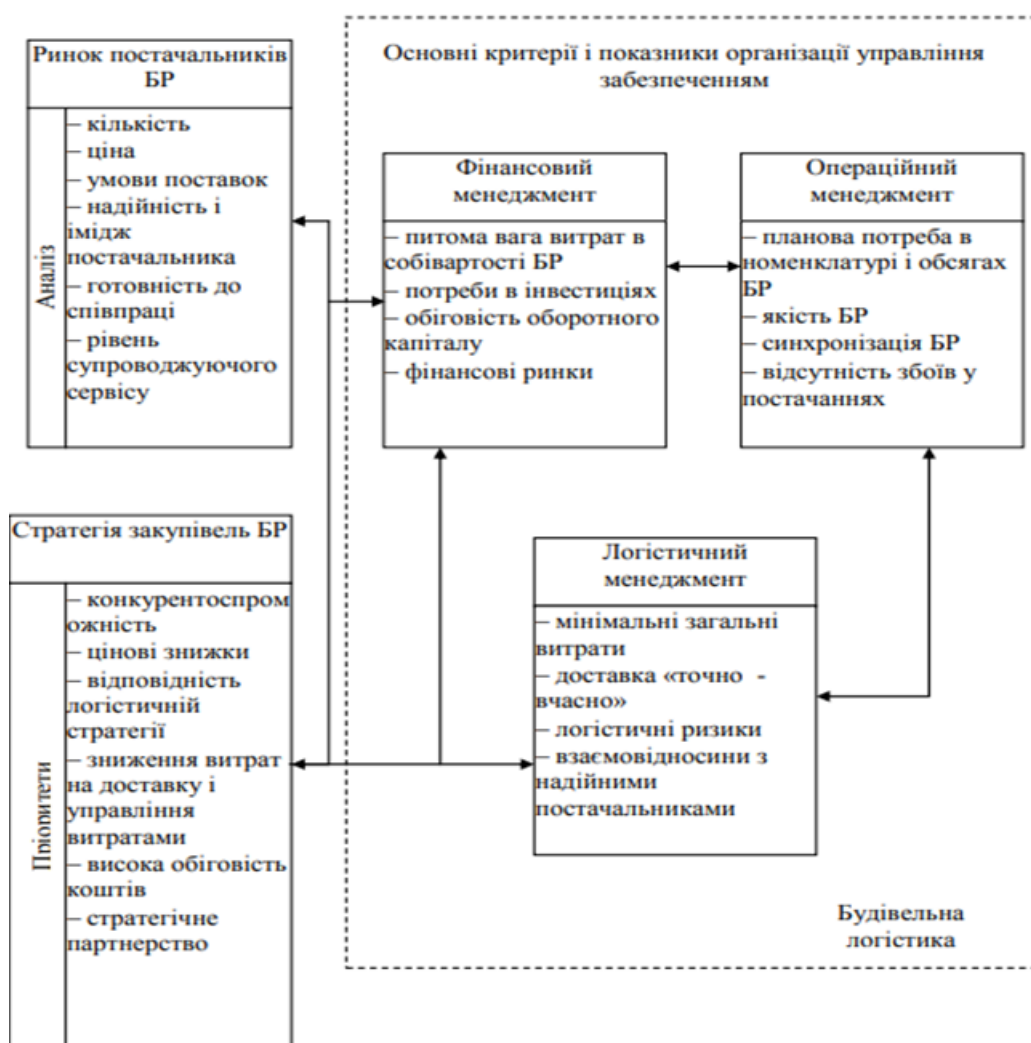 Ринок постачальників
БР
Аналіз
– кількість
– ціна
– умови поставок
– надійність і
імідж
постачальника
– готовність до
співпраці
– рівень
супроводжуючого
сервісу
Стратегія закупівель БР
Пріоритети
– конкурентоспром
ожність
– цінові знижки
– відповідність
логістичній
стратегії
– зниження витрат
на доставку і
управління
витратами
– висока обіговість
коштів
– стратегічне
партнерство
Основні критерії і показники організації управління
забезпеченням
Фінансовий
менеджмент
– питома вага витрат в
собівартості БР
– потреби в інвестиціях
– обіговість оборотного
капіталу
– фінансові ринки
Операційний
менеджмент
– планова потреба в
номенклатурі і обсягах
БР
– якість БР
– синхронізація БР
– відсутність збоїв у
постачаннях
Логістичний
менеджмент
– мінімальні загальні
витрати
– доставка «точно -
вчасно»
– логістичні ризики
– взаємовідносини з
надійними
постачальниками
Будівельна
логістика